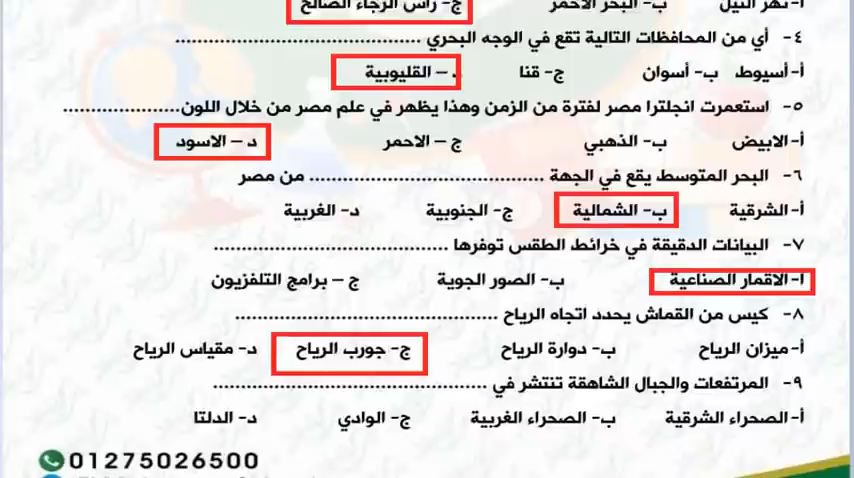 أ- نهر النيل ب- البحر الاحمر ج- رأس الرجاء الصالح
٤- أي من المحافظات التالية تقع في الوجه البحري ............................................
أ- أسيوط ب- أسوان ج- قنا د – القليوبية
٥- استعمرت انجلترا مصر لفترة من الزمن وهذا يظهر في علم مصر من خلال اللون.....................
أ- الابيض ب- الذهبي ج – الاحمر د – الاسود
٦- البحر المتوسط يقع في الجهة .......................................... من مصر
أ- الشرقية ب- الشمالية ج- الجنوبية د- الغربية
٧- البيانات الدقيقة في خرائط الطقس توفرها ..........................................
ا- الاقمار الصناعية ب- الصور الجوية ج – برامج التلفزيون
٨- كيس من القماش يحدد اتجاه الرياح ...............................................
أ- ميزان الرياح ب- دوارة الرياح ج- جورب الرياح د- مقياس الرياح
٩- المرتفعات والجبال الشاهقة تنتشر في .................................................
أ- الصحراء الشرقية ب- الصحراء الغربية ج- الوادي د- الدلتا
01275026500